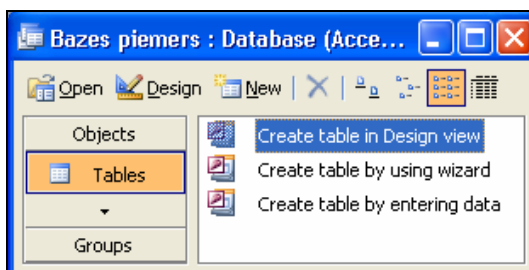 Bazes piemers : Database (Acce...
Open Design New
Objects
Tables
Groups
Create table in Design view
Create table by using wizard
Create table by entering data